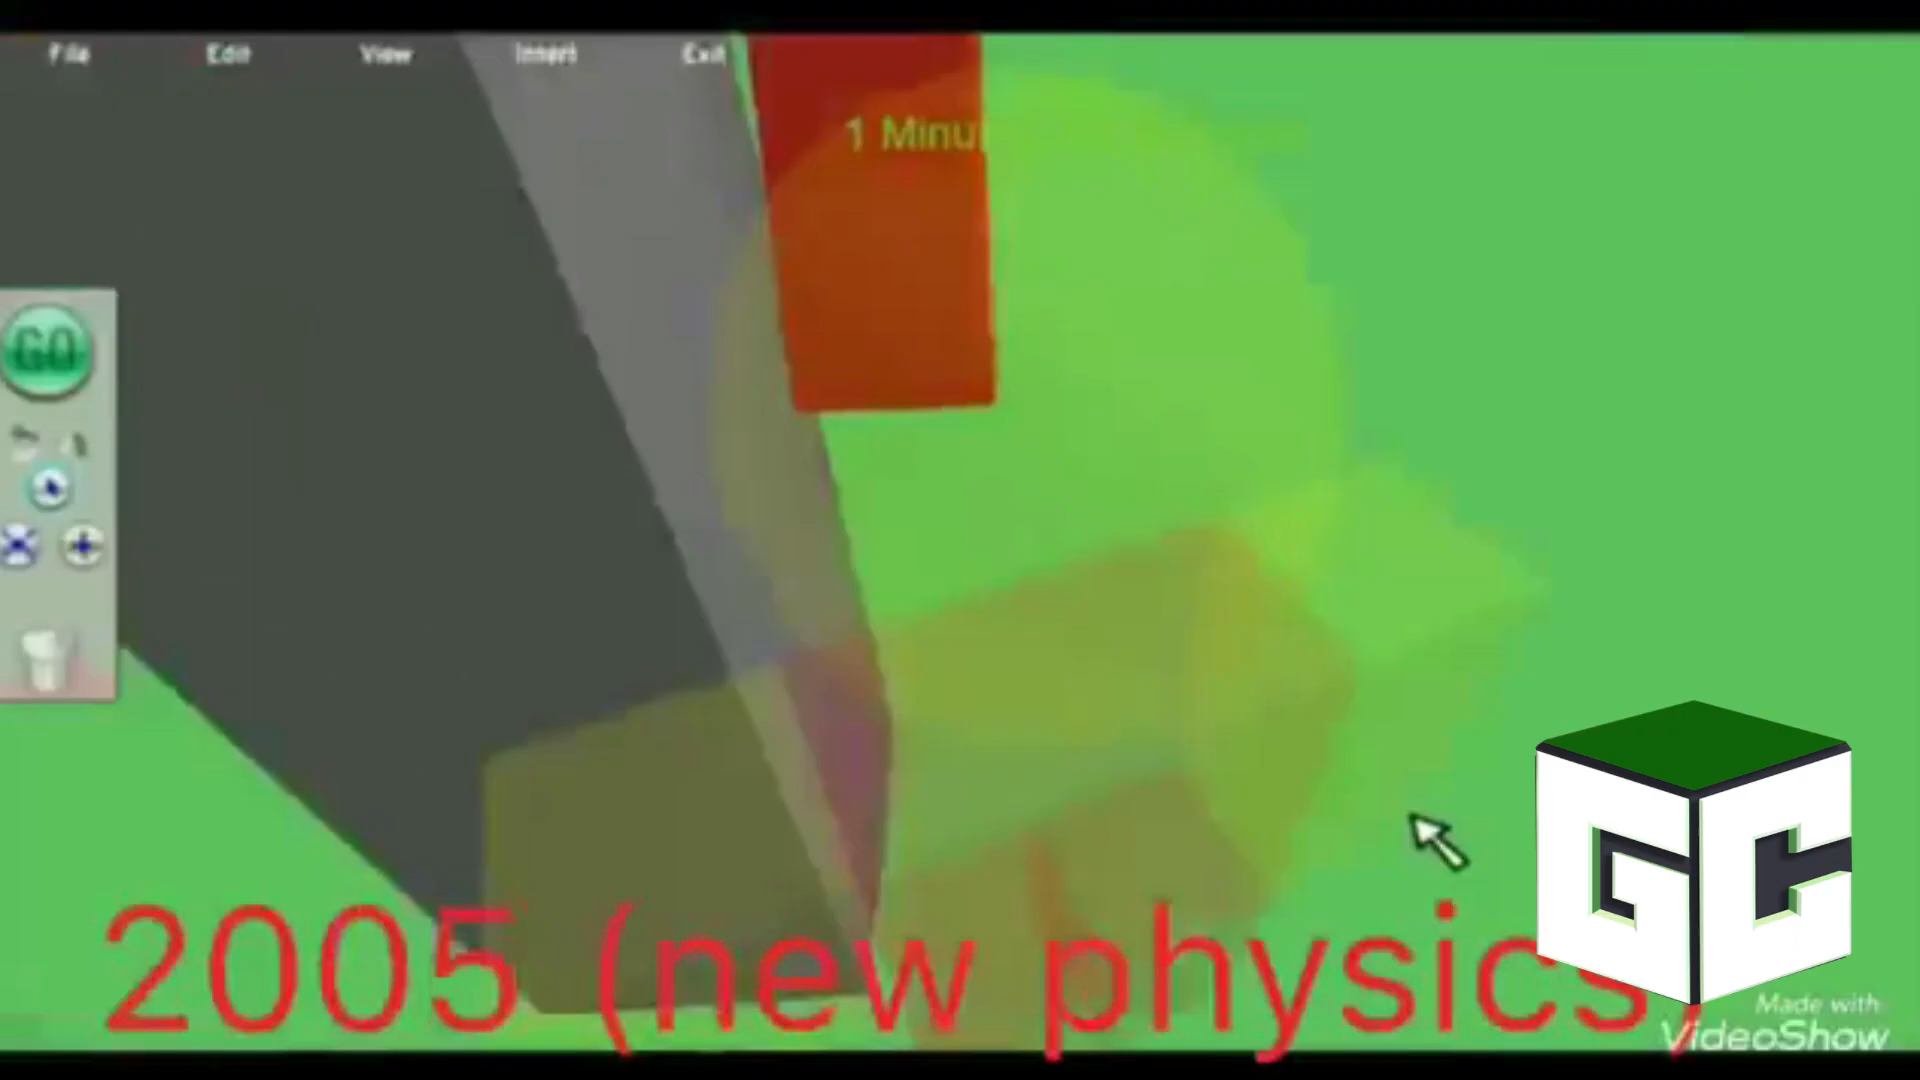 File Edit View Insert Exit
1 Minu
GO
2005 (new physics)
GC
Made with
VideoShow